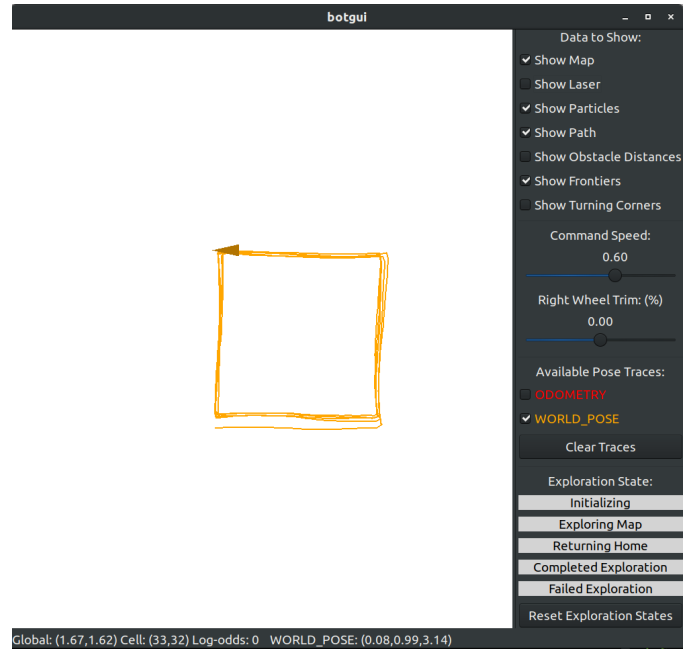 botgui
Data to Show:
Show Map
Show Laser
Show Particles
Show Path
Show Obstacle Distances
Show Frontiers
Show Turning Corners
Command Speed:
0.60
Right Wheel Trim: (%)
0.00
Available Pose Traces:
ODOMETRY
WORLD_POSE
Clear Traces
Exploration State:
Initializing
Exploring Map
Returning Home
Completed Exploration
Failed Exploration
Reset Exploration States
Global: (1.67,1.62) Cell: (33,32) Log-odds: 0 WORLD_POSE: (0.08,0.99,3.14)